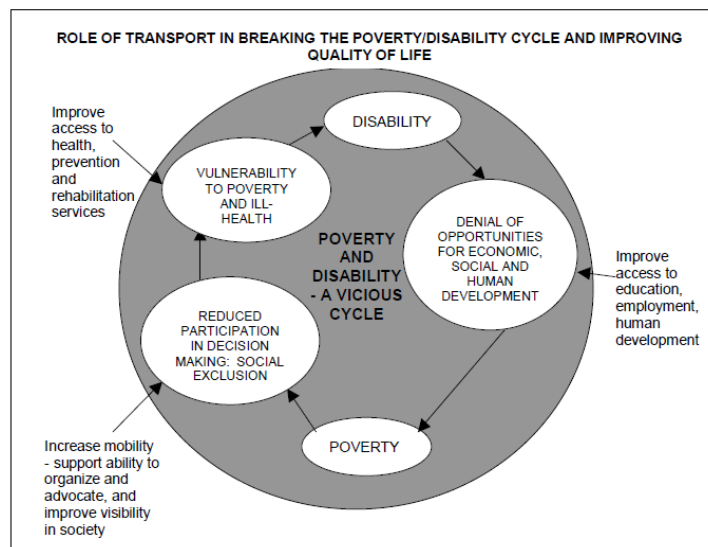 ROLE OF TRANSPORT IN BREAKING THE POVERTY/DISABILITY CYCLE AND IMPROVING
QUALITY OF LIFE
Improve
access to
health,
prevention
and
rehabilitation
services
DISABILITY
VULNERABILITY
TO POVERTY
AND ILL-
HEALTH
DENIAL OF
OPPORTUNITIES
FOR ECONOMIC,
SOCIAL AND
HUMAN
DEVELOPMENT
POVERTY
AND
DISABILITY
- A VICIOUS
CYCLE
Improve
access to
education,
employment,
human
development
REDUCED
PARTICIPATION
IN DECISION
MAKING: SOCIAL
EXCLUSION
POVERTY
Increase mobility
- support ability to
organize and
advocate, and
improve visibility
in society